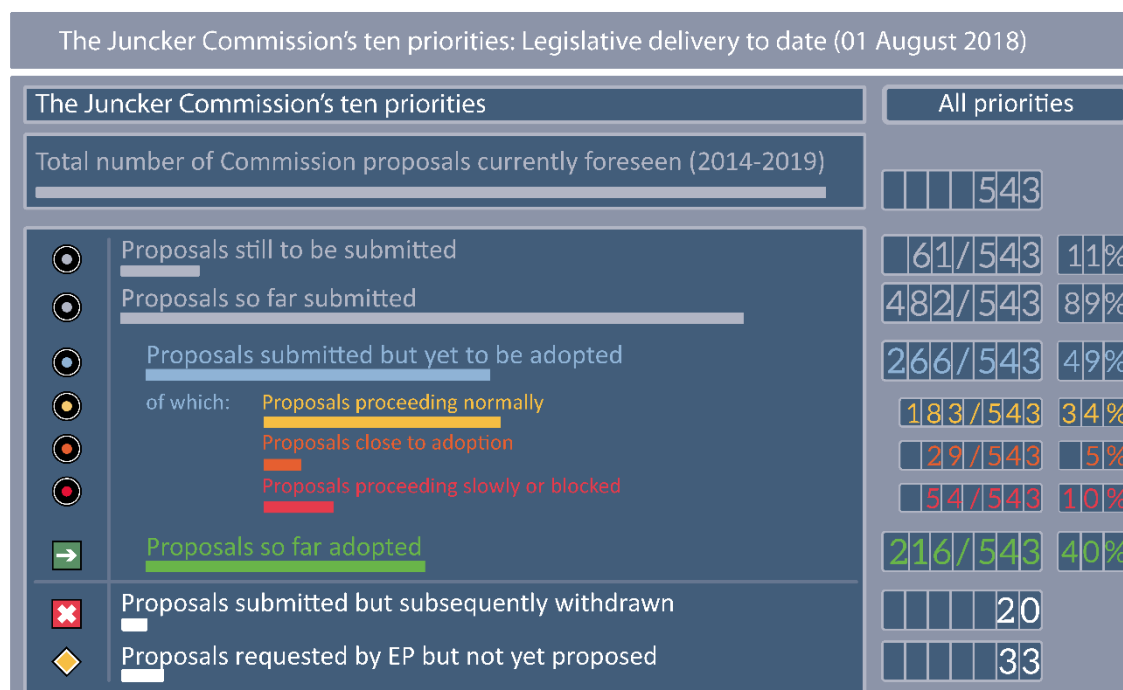 The Juncker Commission's ten priorities: Legislative delivery to date (01 August 2018)
The Juncker Commission's ten priorities All priorities
Total number of Commission proposals currently foreseen (2014-2019) 543
Proposals still to be submitted 61/543 11%
Proposals so far submitted 482/543 89%
Proposals submitted but yet to be adopted 266/543 49%
of which: Proposals proceeding normally 183/543 34%
Proposals close to adoption 29/543 5%
Proposals proceeding slowly or blocked 54/543 10%
Proposals so far adopted 216/543 40%
Proposals submitted but subsequently withdrawn 20
Proposals requested by EP but not yet proposed 33